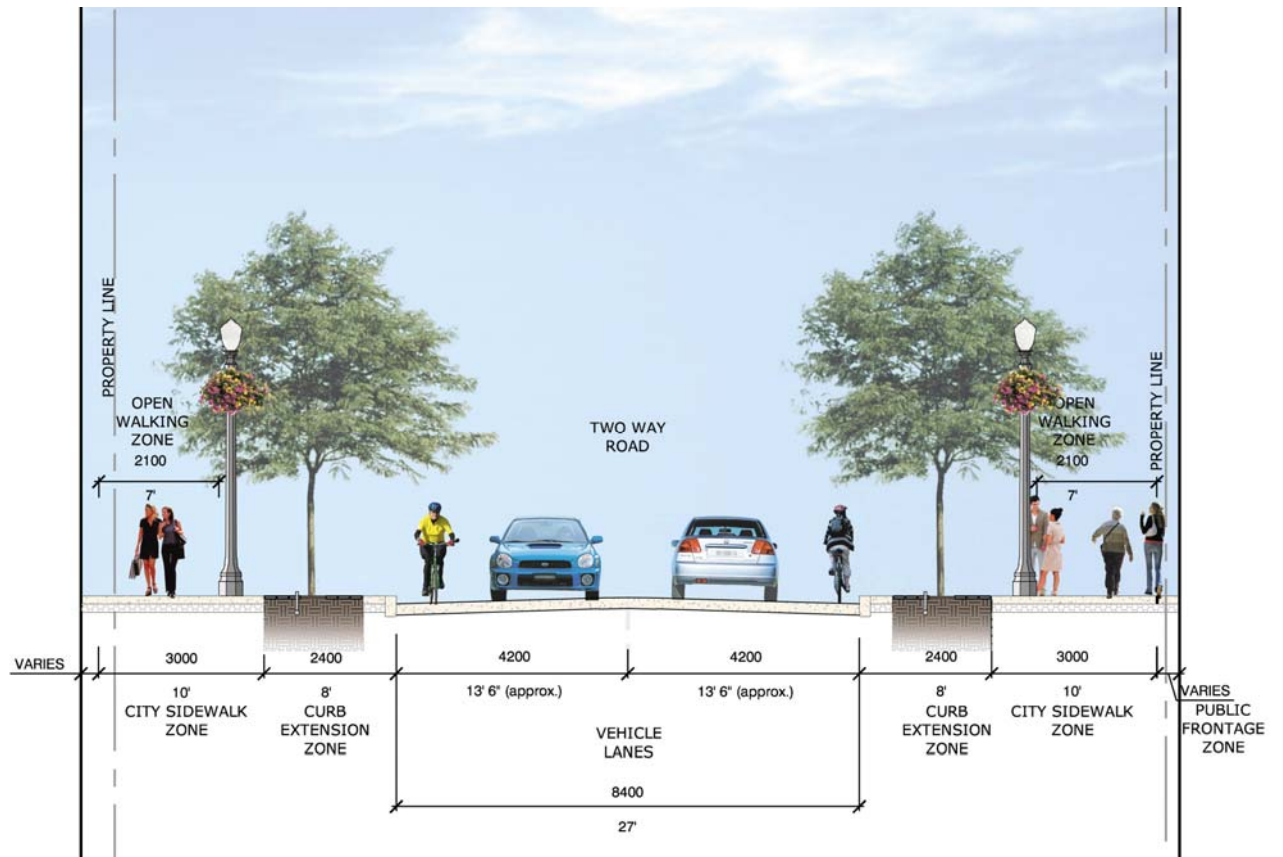 PROPERTY LINE
OPEN
WALKING
ZONE
2100
7'
TWO WAY
ROAD
OPEN
WALKING
ZONE
2100
7'
PROPERTY LINE
VARIES
3000
2400
4200
4200
2400
3000
10'
8'
13' 6" (approx.)
13' 6" (approx.)
8'
10'
VARIES
CITY SIDEWALK
ZONE
CURB
EXTENSION
ZONE
VEHICLE
LANES
CURB
EXTENSION
ZONE
CITY SIDEWALK
ZONE
PUBLIC
FRONTAGE
ZONE
8400
27'